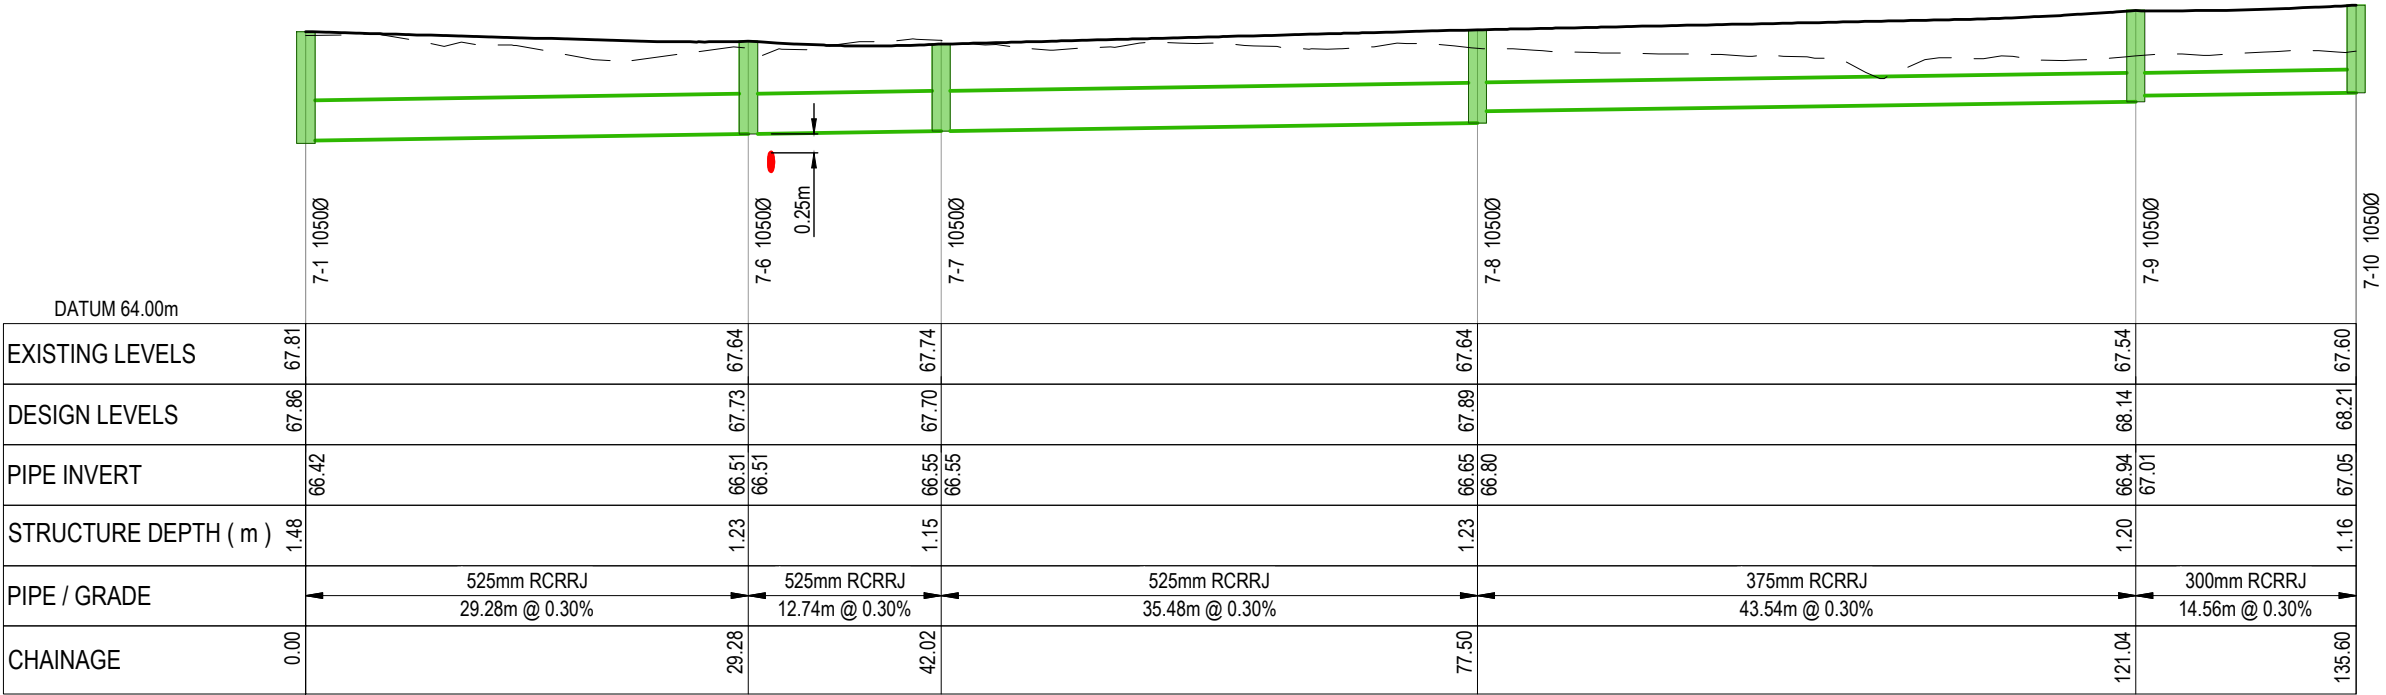 0.25m
7-1 1050Ø
7-6 1050Ø
7-7 1050Ø
7-8 1050Ø
7-9 1050Ø
7-10 1050Ø
DATUM 64.00m
EXISTING LEVELS 67.81 67.64 67.74 67.64 67.54 67.60
DESIGN LEVELS 67.86 67.73 67.70 67.89 68.14 68.21
PIPE INVERT 66.42 66.51 66.51 66.55 66.55 66.65 66.80 66.94 67.01 67.05
STRUCTURE DEPTH ( m ) 1.48 1.23 1.15 1.23 1.20 1.16
PIPE / GRADE
525mm RCRRJ
29.28m @ 0.30%
525mm RCRRJ
12.74m @ 0.30%
525mm RCRRJ
35.48m @ 0.30%
375mm RCRRJ
43.54m @ 0.30%
300mm RCRRJ
14.56m @ 0.30%
CHAINAGE 0.00 29.28 42.02 77.50 121.04 135.60